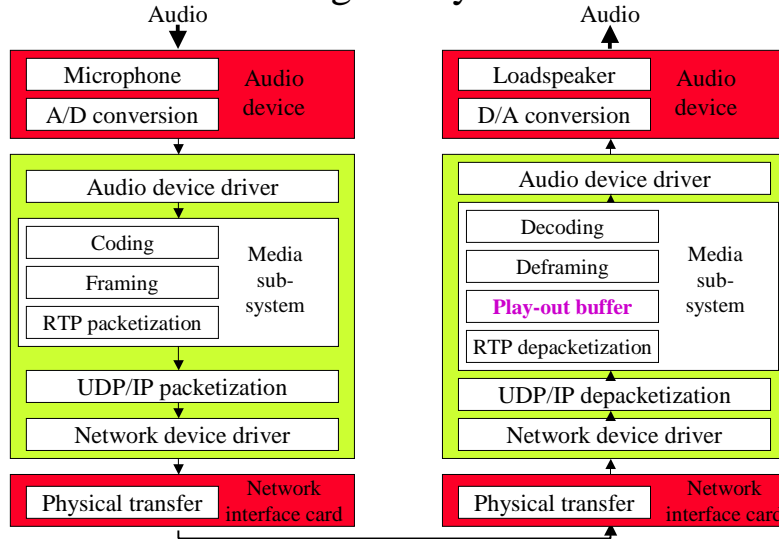 Audio
Microphone
A/D conversion
Audio
device
Audio device driver
Coding
Framing
RTP packetization
Media
sub-
system
UDP/IP packetization
Network device driver
Physical transfer
Network
interface card
Audio
Loadspeaker
D/A conversion
Audio
device
Audio device driver
Decoding
Deframing
Play-out buffer
RTP depacketization
Media
sub-
system
UDP/IP depacketization
Network device driver
Physical transfer
Network
interface card